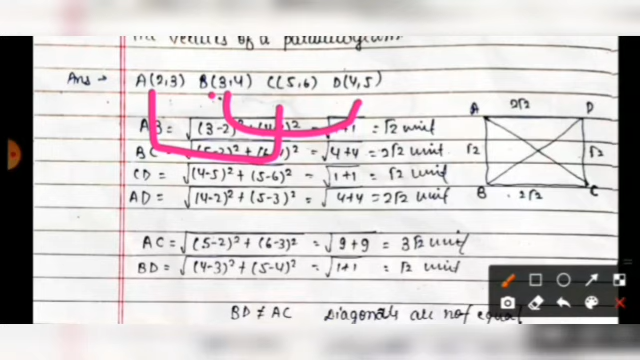 the vertices of a parallelogram
Ans → A(2,3) B(3,4) C(5,6) D(4,5)
AB = √(3-2)² + (4 )² = √1+1 = √2 unit
BC = √(5-3)² + (6 )² = √4+4 = 2√2 unit
CD = √(4-5)² + (5-6)² = √1+1 = √2 unit
AD = √(4-2)² + (5-3)² = √4+4 = 2√2 unit
A 2√2 D
√2 √2
B 2√2 C
AC = √(5-2)² + (6-3)² = √9+9 = 3√2 unit
BD = √(4-3)² + (5-4)² = √1+1 = √2 unit
BD ≠ AC Diagonals are not equal